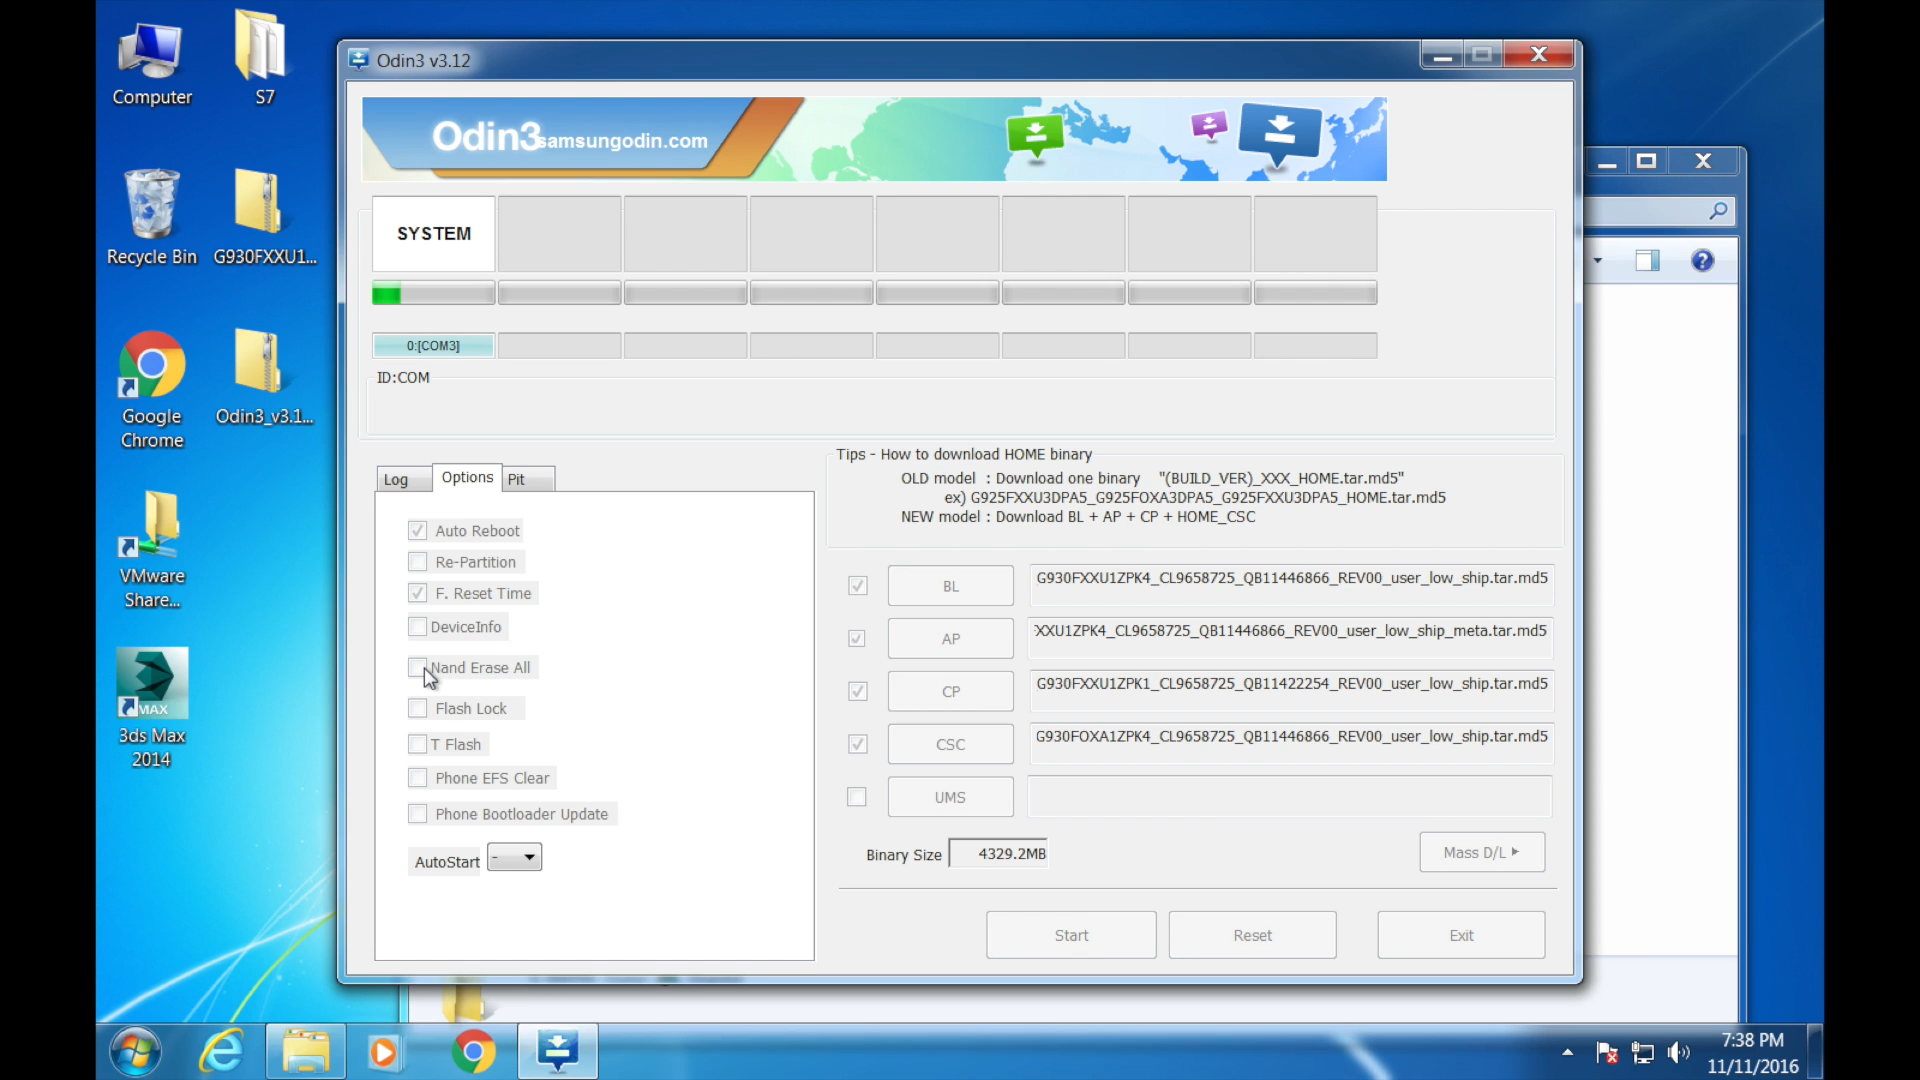 Computer
S7
Recycle Bin
G930FXXU1...
Google
Chrome
Odin3_v3.1...
VMware
Share...
MAX
3ds Max
2014
Odin3 v3.12
Odin3
samsungodin.com
SYSTEM
0:[COM3]
ID:COM
Log
Options
Pit
Auto Reboot
Re-Partition
F. Reset Time
DeviceInfo
Nand Erase All
Flash Lock
T Flash
Phone EFS Clear
Phone Bootloader Update
AutoStart
-
Tips - How to download HOME binary
OLD model : Download one binary "(BUILD_VER)_XXX_HOME.tar.md5"
ex) G925FXXU3DPA5_G925FOXA3DPA5_G925FXXU3DPA5_HOME.tar.md5
NEW model : Download BL + AP + CP + HOME_CSC
BL
G930FXXU1ZPK4_CL9658725_QB11446866_REV00_user_low_ship.tar.md5
AP
XXU1ZPK4_CL9658725_QB11446866_REV00_user_low_ship_meta.tar.md5
CP
G930FXXU1ZPK1_CL9658725_QB11422254_REV00_user_low_ship.tar.md5
CSC
G930FOXA1ZPK4_CL9658725_QB11446866_REV00_user_low_ship.tar.md5
UMS
Binary Size
4329.2MB
Mass D/L
Start
Reset
Exit
7:38 PM
11/11/2016